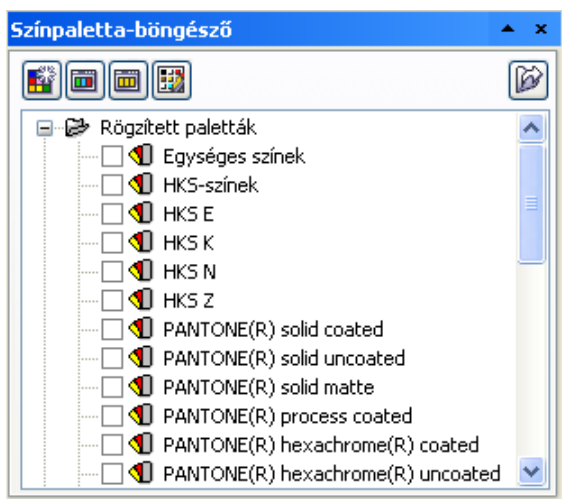 Színpaletta-böngésző
Rögzített paletták
Egységes színek
HKS-színek
HKS E
HKS K
HKS N
HKS Z
PANTONE(R) solid coated
PANTONE(R) solid uncoated
PANTONE(R) solid matte
PANTONE(R) process coated
PANTONE(R) hexachrome(R) coated
PANTONE(R) hexachrome(R) uncoated